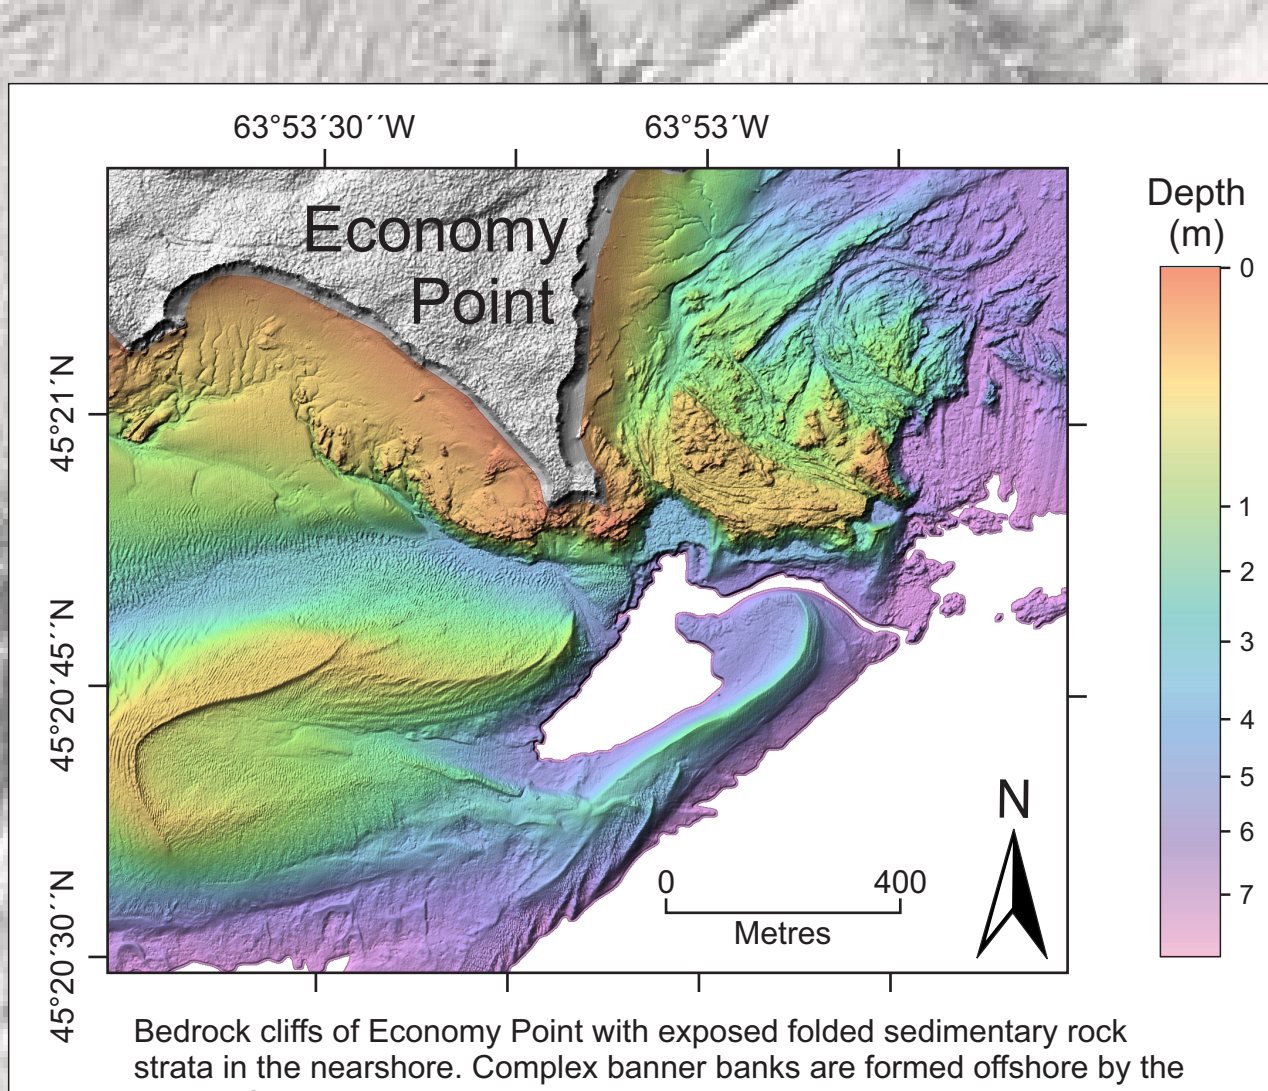 63°53´30´´W
63°53´W
Economy
Point
Depth
(m)
0
1
2
3
4
5
6
7
45°21´N
45°20´45´´N
45°20´30´´N
N
0 400
Metres
Bedrock cliffs of Economy Point with exposed folded sedimentary rock
strata in the nearshore. Complex banner banks are formed offshore by the